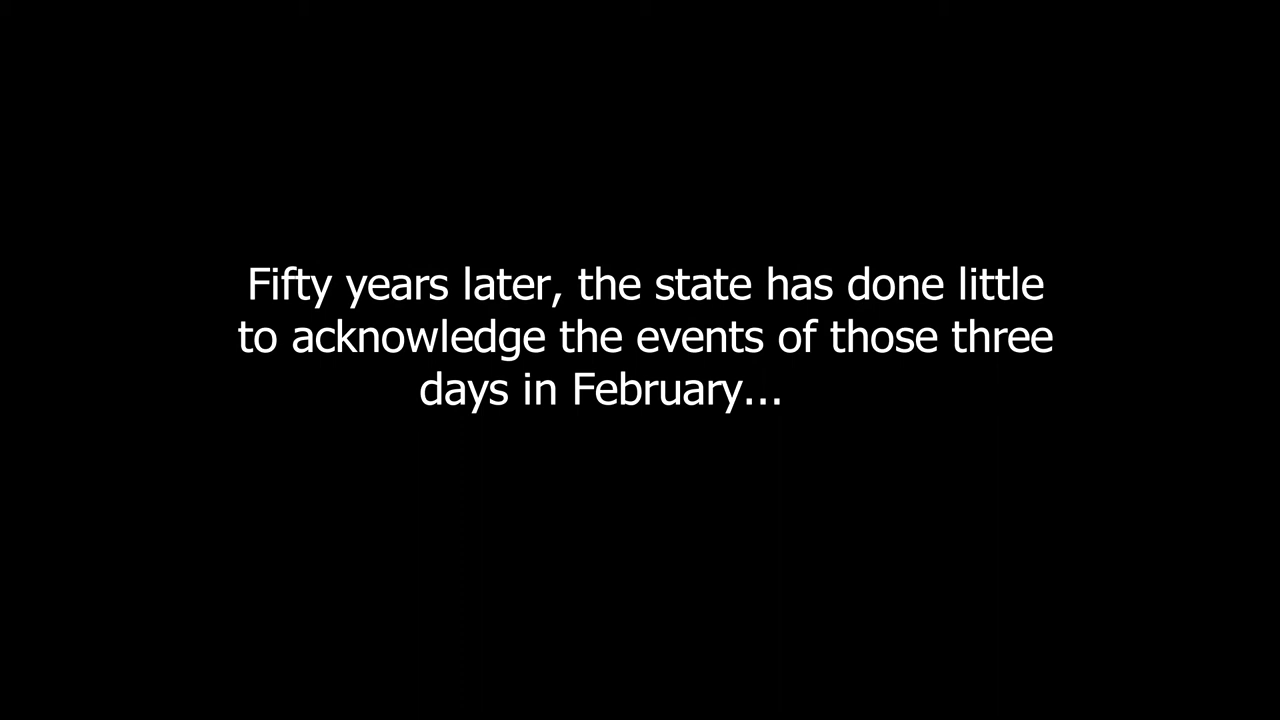 Fifty years later, the state has done little
to acknowledge the events of those three
days in February...